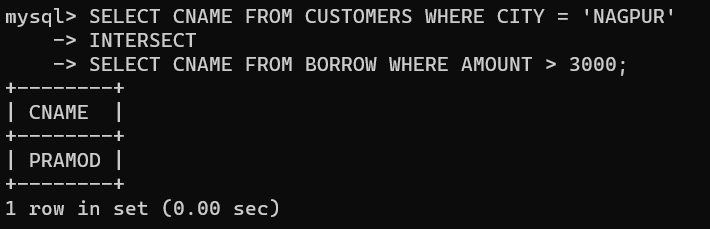 mysql> SELECT CNAME FROM CUSTOMERS WHERE CITY = 'NAGPUR'
    -> INTERSECT
    -> SELECT CNAME FROM BORROW WHERE AMOUNT > 3000;
+--------+
| CNAME  |
+--------+
| PRAMOD |
+--------+
1 row in set (0.00 sec)